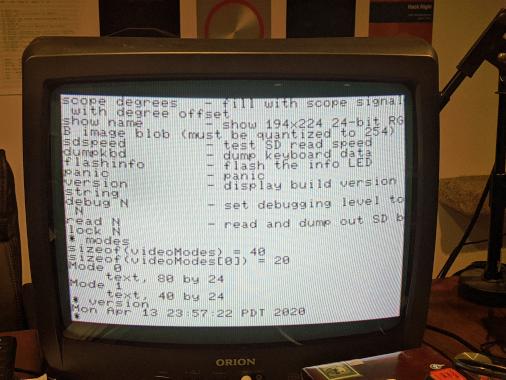 Hack Night
scope degrees   - fill with scope signal
 with degree offset
show name       - show 194x224 24-bit RG
B image blob (must be quantized to 254)
sdspeed         - test SD read speed
dumpkbd         - dump keyboard data
flashinfo       - flash the info LED
panic           - panic
version         - display build version
string
debug N         - set debugging level to
 N
read N          - read and dump out SD b
lock N
* modes
sizeof(videoModes) = 40
sizeof(videoModes[0]) = 20
Mode 0
     text, 80 by 24
Mode 1
     text, 40 by 24
* version
Mon Apr 13 23:57:22 PDT 2020
*
ORION